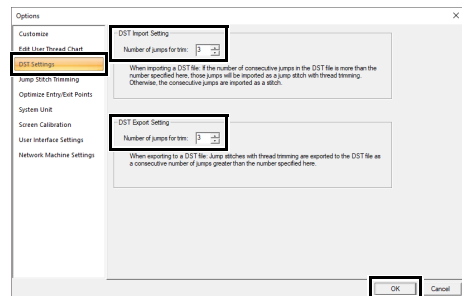 Options
Customize
Edit User Thread Chart
DST Settings
Jump Stitch Trimming
Optimize Entry/Exit Points
System Unit
Screen Calibration
User Interface Settings
Network Machine Settings
DST Import Setting
Number of jumps for trim: 3
When importing a DST file: If the number of consecutive jumps in the DST file is more than the
number specified here, those jumps will be imported as a jump stitch with thread trimming.
Otherwise, the consecutive jumps are imported as a stitch.
DST Export Setting
Number of jumps for trim: 3
When exporting to a DST file: Jump stitches with thread trimming are exported to the DST file as
a consecutive number of jumps greater than the number specified here.
OK
Cancel